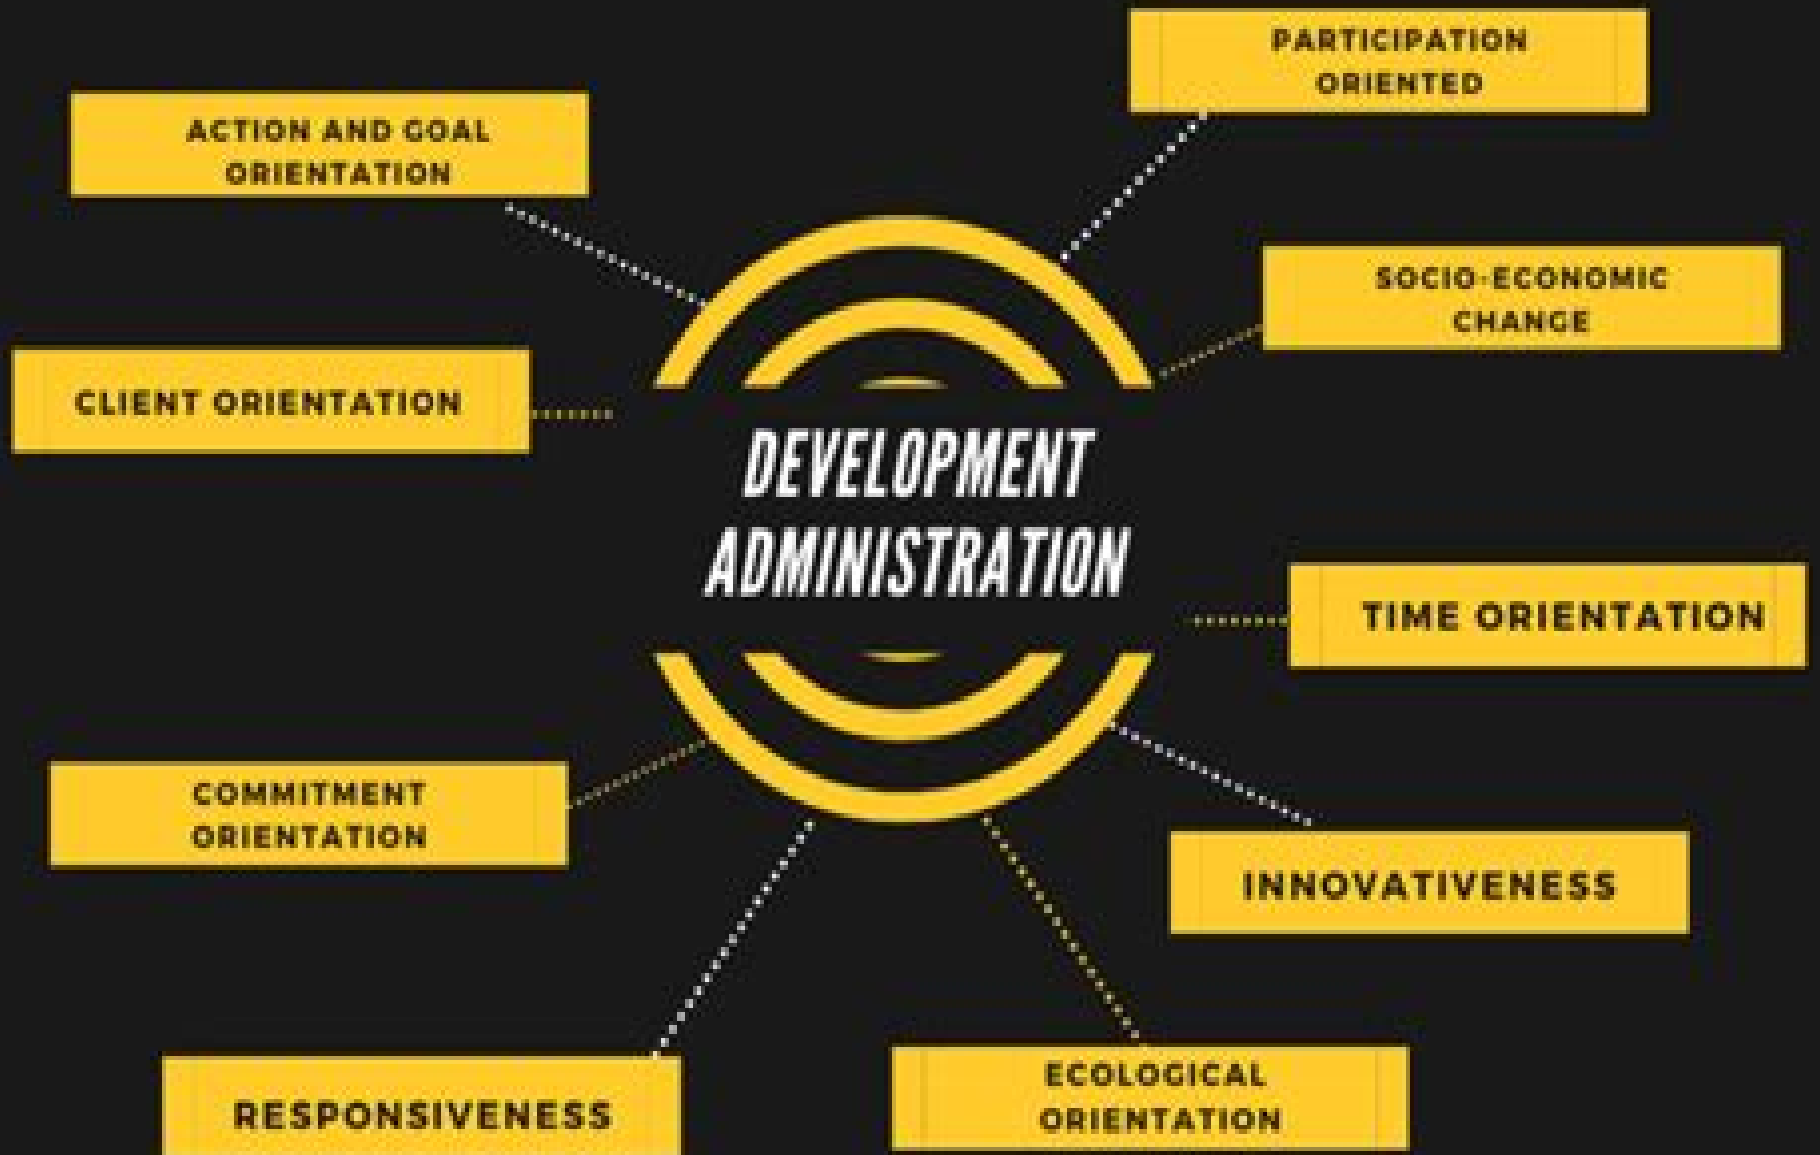 PARTICIPATION
ORIENTED
ACTION AND GOAL
ORIENTATION
SOCIO-ECONOMIC
CHANGE
CLIENT ORIENTATION
DEVELOPMENT
ADMINISTRATION
TIME ORIENTATION
COMMITMENT
ORIENTATION
INNOVATIVENESS
ECOLOGICAL
ORIENTATION
RESPONSIVENESS